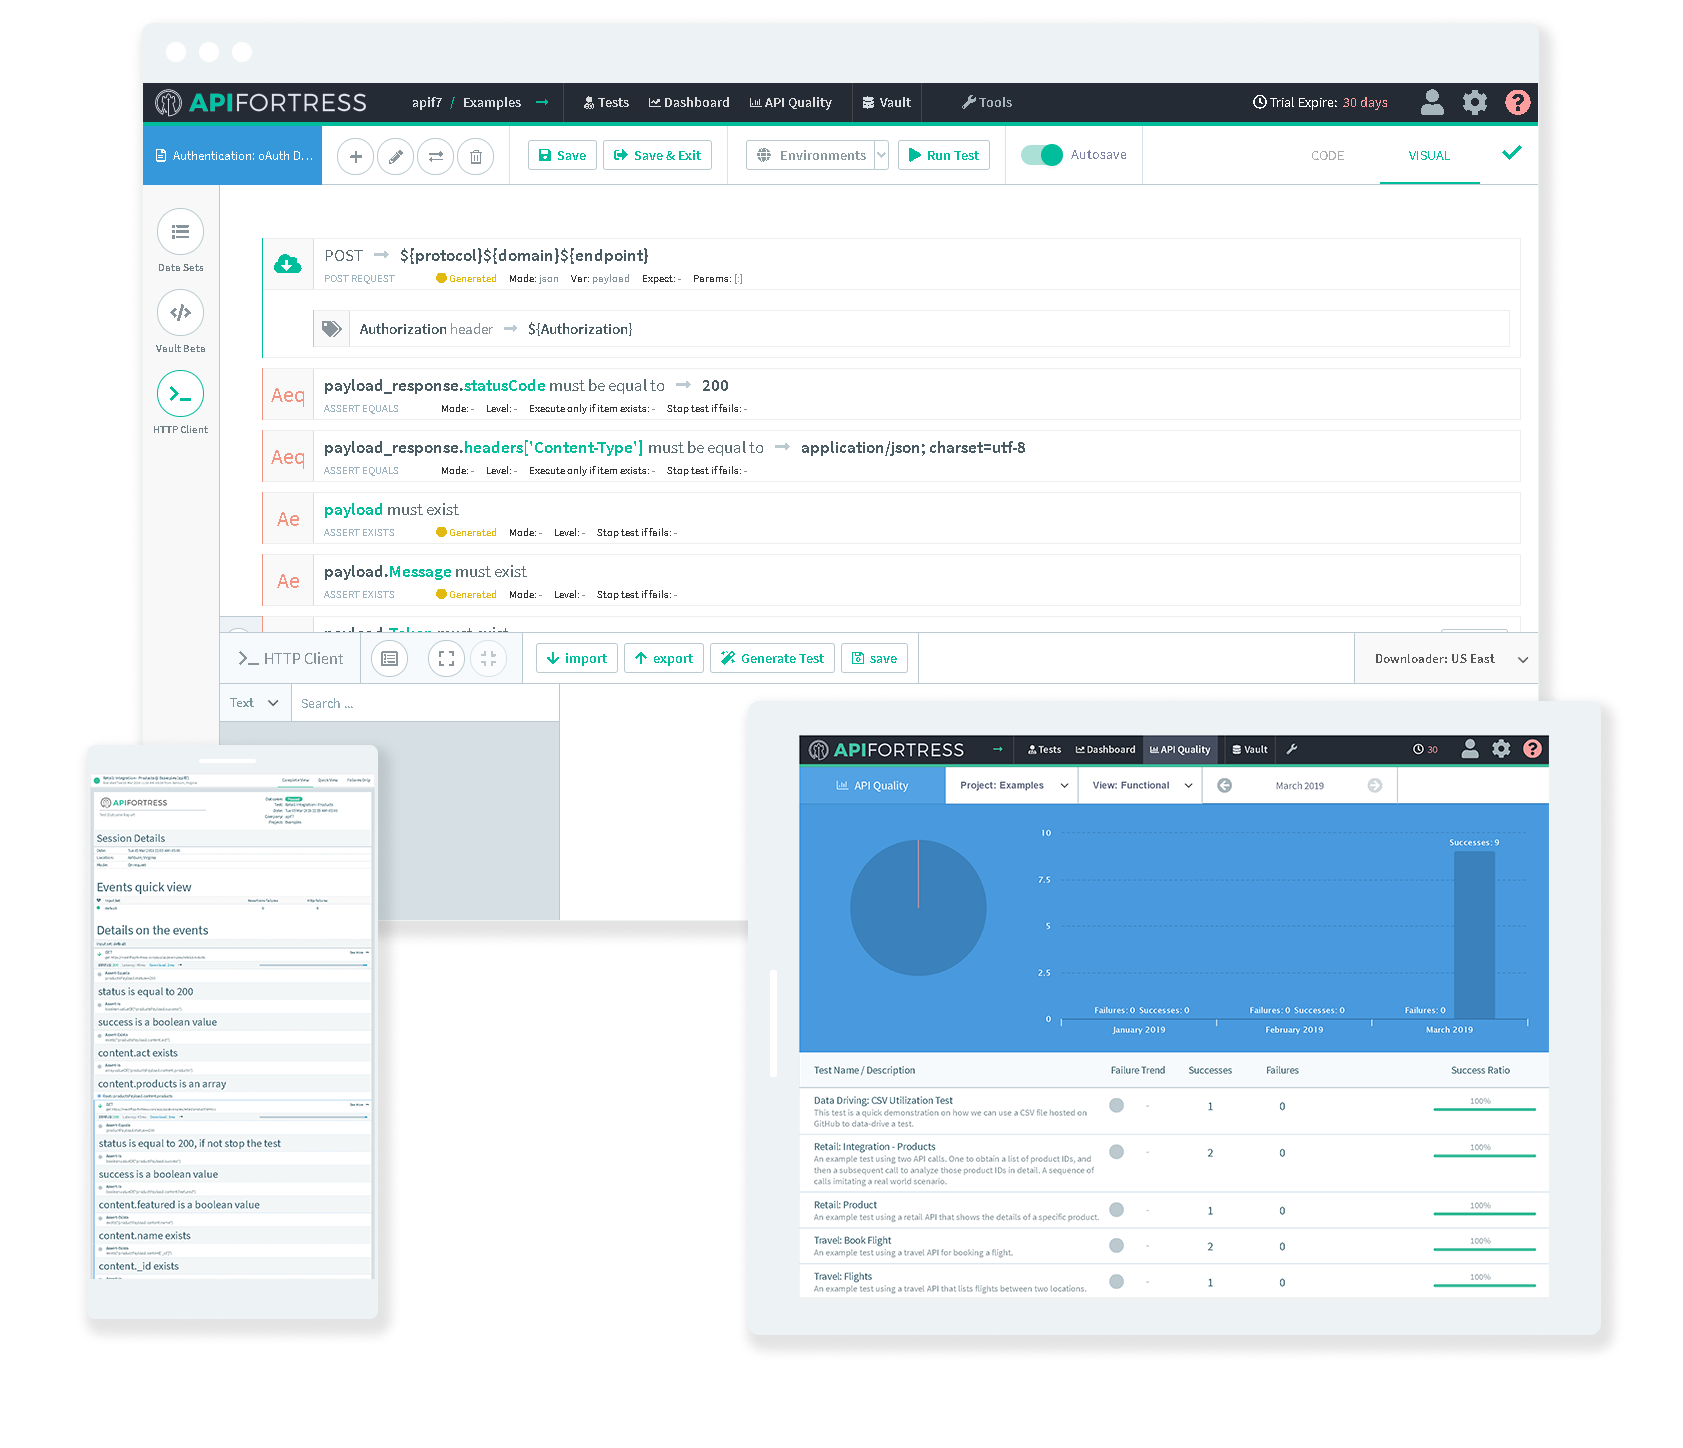 APIFORTRESS apif7 / Examples → Tests Dashboard API Quality Vault Tools Trial Expire: 30 days ?
Authentication: oAuth D... Save Save & Exit Environments Run Test Autosave CODE VISUAL
Data Sets
Vault Beta
HTTP Client
POST → ${protocol}${domain}${endpoint}
POST REQUEST Generated Mode: json Var: payload Expect: - Params: [:]
Authorization header → ${Authorization}
Aeq payload_response.statusCode must be equal to → 200
ASSERT EQUALS Mode: - Level: - Execute only if item exists: - Stop test if fails: -
Aeq payload_response.headers['Content-Type'] must be equal to → application/json; charset=utf-8
ASSERT EQUALS Mode: - Level: - Execute only if item exists: - Stop test if fails: -
Ae payload must exist
ASSERT EXISTS Generated Mode: - Level: - Stop test if fails: -
Ae payload.Message must exist
ASSERT EXISTS Generated Mode: - Level: - Stop test if fails: -
payload.Token must exist
>_ HTTP Client import export Generate Test save Downloader: US East
Text Search ...
APIFORTRESS
Session Details
Events quick view
Details on the events
status is equal to 200
success is a boolean value
content.act exists
content.products is an array
status is equal to 200, if not stop the test
success is a boolean value
content.featured is a boolean value
content.name exists
content._id exists
APIFORTRESS → Tests Dashboard API Quality Vault 30 ?
API Quality Project: Examples View: Functional March 2019
10
Successes: 9
7.5
5
2.5
Failures: 0 Successes: 0 Failures: 0 Successes: 0 Failures: 0
0
January 2019 February 2019 March 2019
Test Name / Description Failure Trend Successes Failures Success Ratio
Data Driving: CSV Utilization Test - 1 0 100%
This test is a quick demonstration on how we can use a CSV file hosted on
GitHub to data-drive a test.
Retail: Integration - Products - 2 0 100%
An example test using two API calls. One to obtain a list of product IDs, and
then a subsequent call to analyze those product IDs in detail. A sequence of
calls imitating a real world scenario.
Retail: Product - 1 0 100%
An example test using a retail API that shows the details of a specific product.
Travel: Book Flight - 2 0 100%
An example test using a travel API for booking a flight.
Travel: Flights - 1 0 100%
An example test using a travel API that lists flights between two locations.